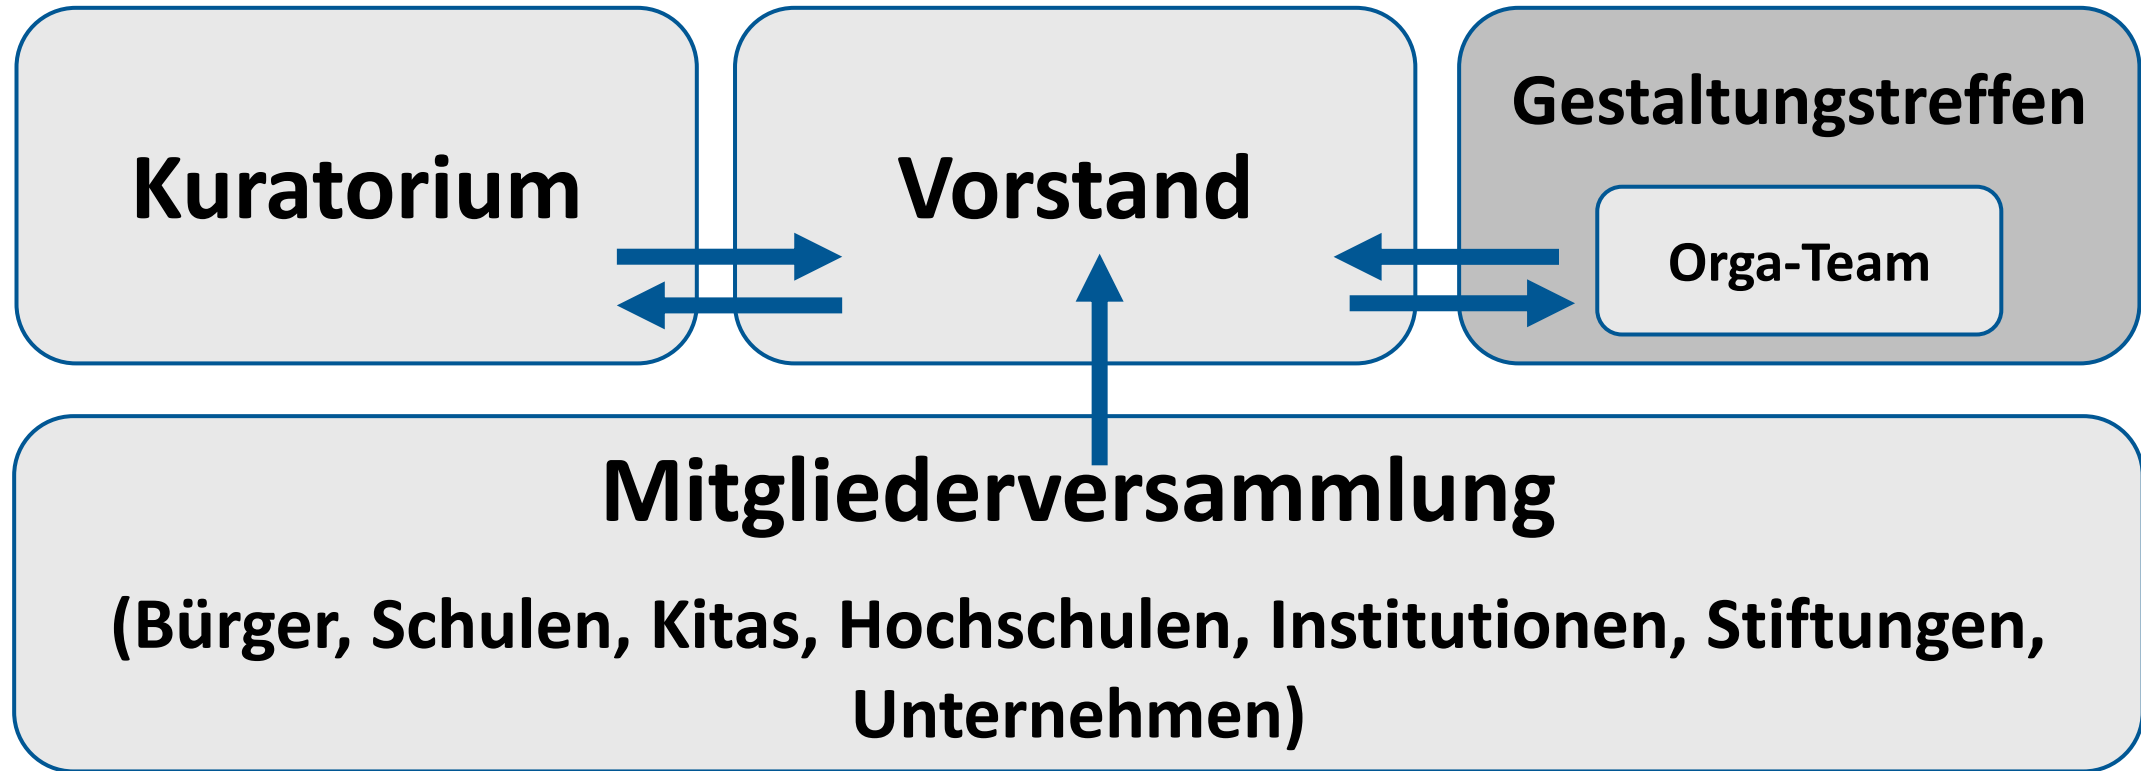 Kuratorium
Vorstand
Gestaltungstreffen
Orga-Team
Mitgliederversammlung
(Bürger, Schulen, Kitas, Hochschulen, Institutionen, Stiftungen,
Unternehmen)